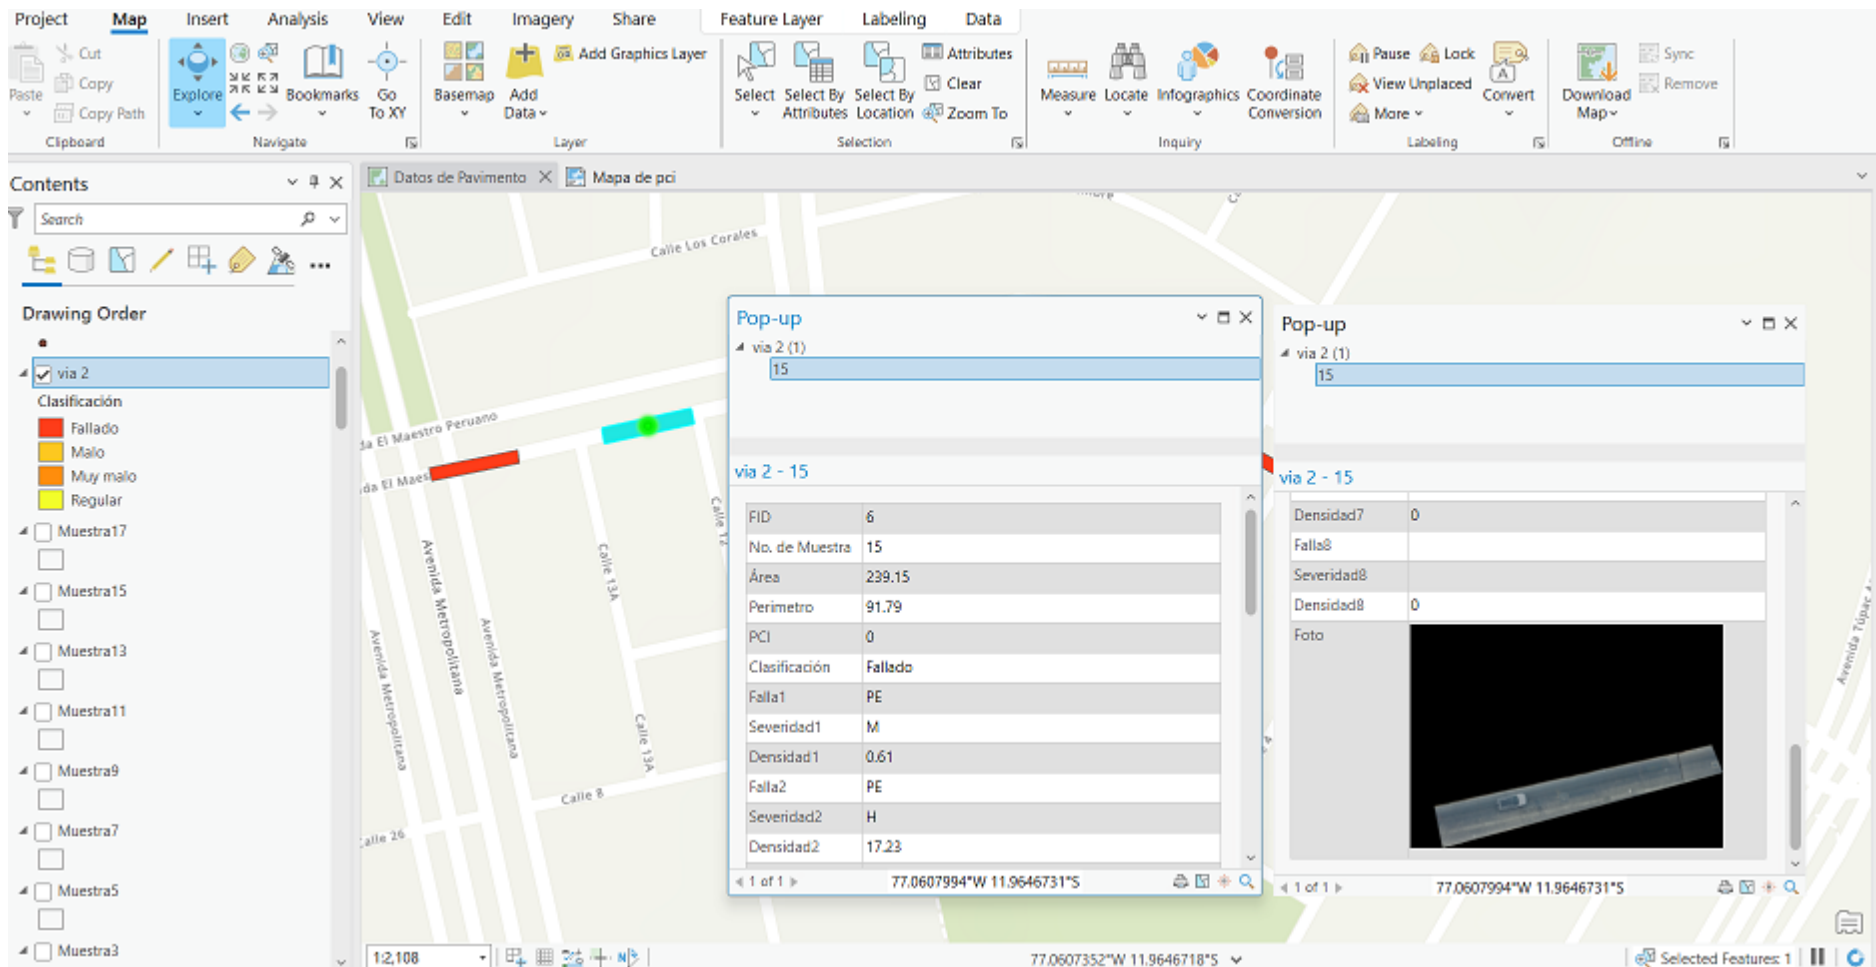 Project Map Insert Analysis View Edit Imagery Share Feature Layer Labeling Data
Cut
Copy
Copy Path
Paste
Clipboard
Explore
Bookmarks
Go
To XY
Navigate
Basemap
Add
Data
Add Graphics Layer
Layer
Select
Select By
Attributes
Select By
Location
Attributes
Clear
Zoom To
Selection
Measure
Locate
Infographics
Coordinate
Conversion
Inquiry
Pause
Lock
View Unplaced
More
Convert
Labeling
Download
Map
Sync
Remove
Offline
Contents
Search
Drawing Order
via 2
Clasificación
Fallado
Malo
Muy malo
Regular
Muestra17
Muestra15
Muestra13
Muestra11
Muestra9
Muestra7
Muestra5
Muestra3
Datos de Pavimento
Mapa de pci
Calle Los Corales
da El Maestro Peruano
da El Maes
Calle 12
Calle 13A
Calle 13A
Avenida Metropolitana
Avenida Metropolitana
Avenida Metropolitana
Calle 8
alle 26
Avenida Túpac A
Pop-up
via 2 (1)
15
via 2 - 15
FID 6
No. de Muestra 15
Área 239.15
Perimetro 91.79
PCI 0
Clasificación Fallado
Falla1 PE
Severidad1 M
Densidad1 0.61
Falla2 PE
Severidad2 H
Densidad2 17.23
1 of 1
77.0607994°W 11.9646731°S
Pop-up
via 2 (1)
15
via 2 - 15
Densidad7 0
Falla8
Severidad8
Densidad8 0
Foto
1 of 1
77.0607994°W 11.9646731°S
1:2,108
77.0607352°W 11.9646718°S
Selected Features: 1